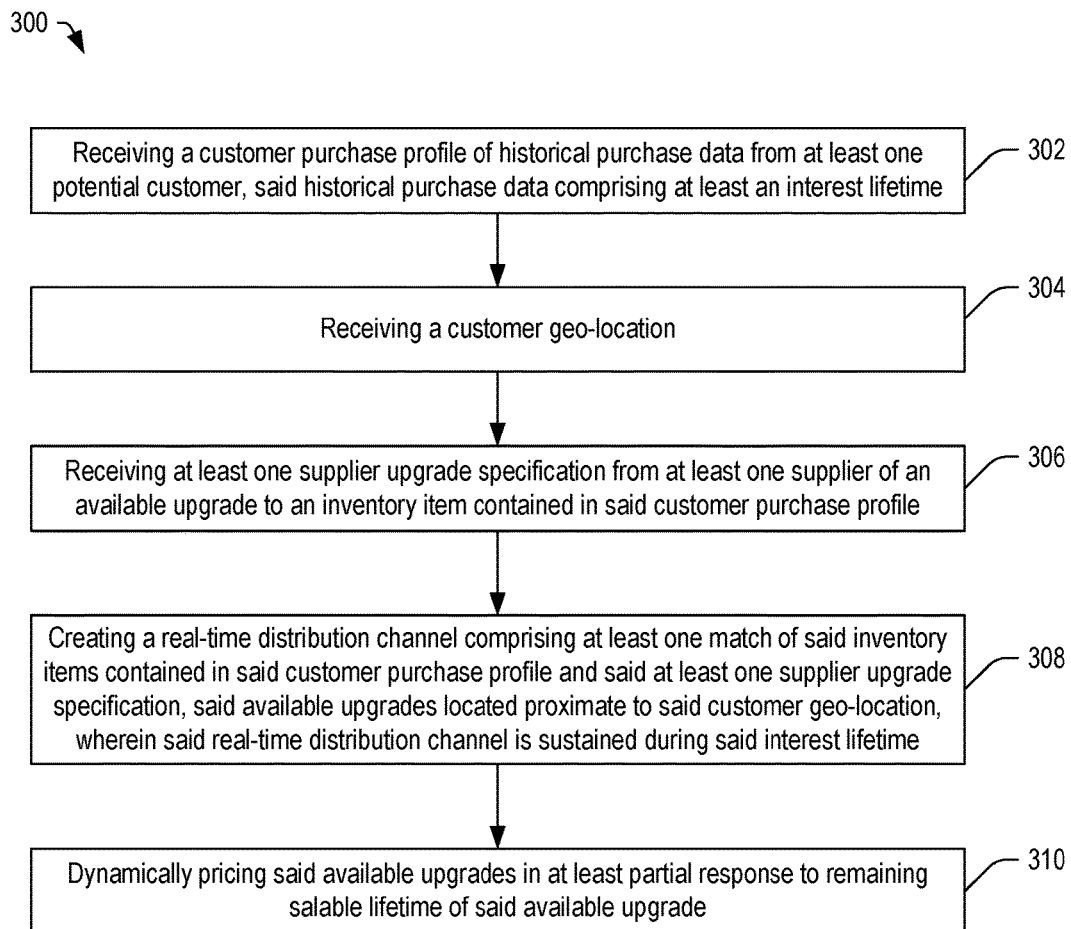 300
Receiving a customer purchase profile of historical purchase data from at least one
potential customer, said historical purchase data comprising at least an interest lifetime
302
Receiving a customer geo-location
304
Receiving at least one supplier upgrade specification from at least one supplier of an
available upgrade to an inventory item contained in said customer purchase profile
306
Creating a real-time distribution channel comprising at least one match of said inventory
items contained in said customer purchase profile and said at least one supplier upgrade
specification, said available upgrades located proximate to said customer geo-location,
wherein said real-time distribution channel is sustained during said interest lifetime
308
Dynamically pricing said available upgrades in at least partial response to remaining
salable lifetime of said available upgrade
310